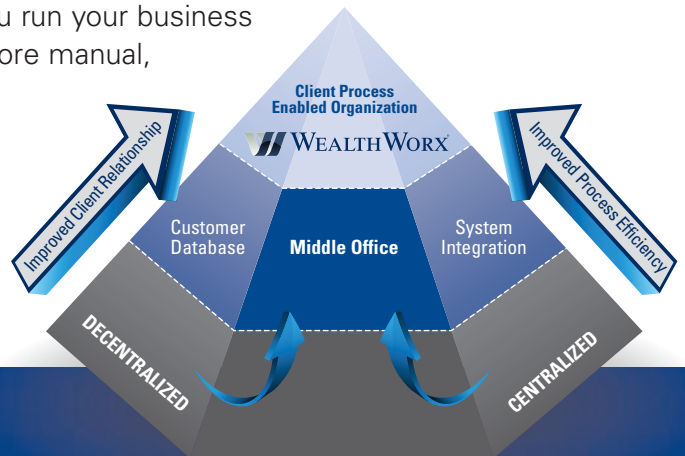 u run your business
ore manual,
Client Process
Enabled Organization
WEALTHWORX®
Improved Client Relationship
Improved Process Efficiency
Customer
Database
Middle Office
System
Integration
DECENTRALIZED
CENTRALIZED